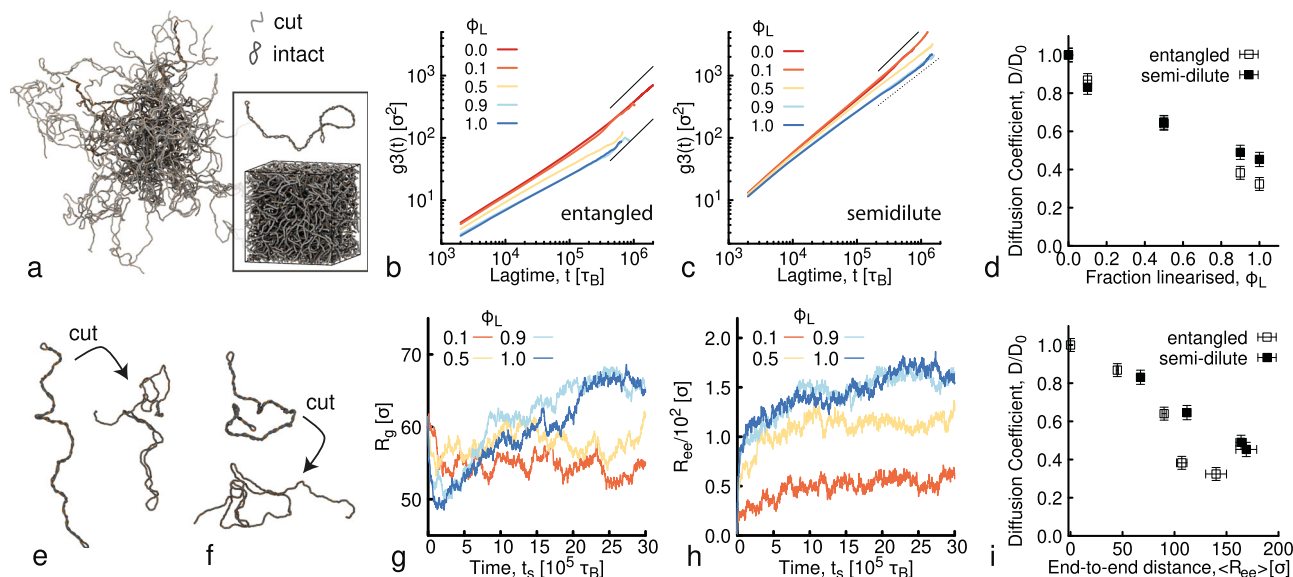 cut
intact
a
ϕL
0.0
0.1
0.5
0.9
1.0
g3(t) [σ²]
10³
10²
10¹
entangled
10³ 10⁴ 10⁵ 10⁶
Lagtime, t [τB]
b
ϕL
0.0
0.1
0.5
0.9
1.0
g3(t) [σ²]
10³
10²
10¹
semidilute
10³ 10⁴ 10⁵ 10⁶
Lagtime, t [τB]
c
entangled
semi-dilute
Diffusion Coefficient, D/D0
1.0
0.8
0.6
0.4
0.2
0.0
0.0 0.2 0.4 0.6 0.8 1.0
Fraction linearised, ϕL
d
cut
e
cut
f
ϕL
0.1 0.9
0.5 1.0
Rg [σ]
70
60
50
0 5 10 15 20 25 30
Time, ts [10⁵ τB]
g
ϕL
0.1 0.9
0.5 1.0
Ree/10² [σ]
2.0
1.5
1.0
0.5
0.0
0 5 10 15 20 25 30
Time, ts [10⁵ τB]
h
entangled
semi-dilute
Diffusion Coefficient, D/D0
1.0
0.8
0.6
0.4
0.2
0.0
0 50 100 150 200
End-to-end distance, <Ree> [σ]
i